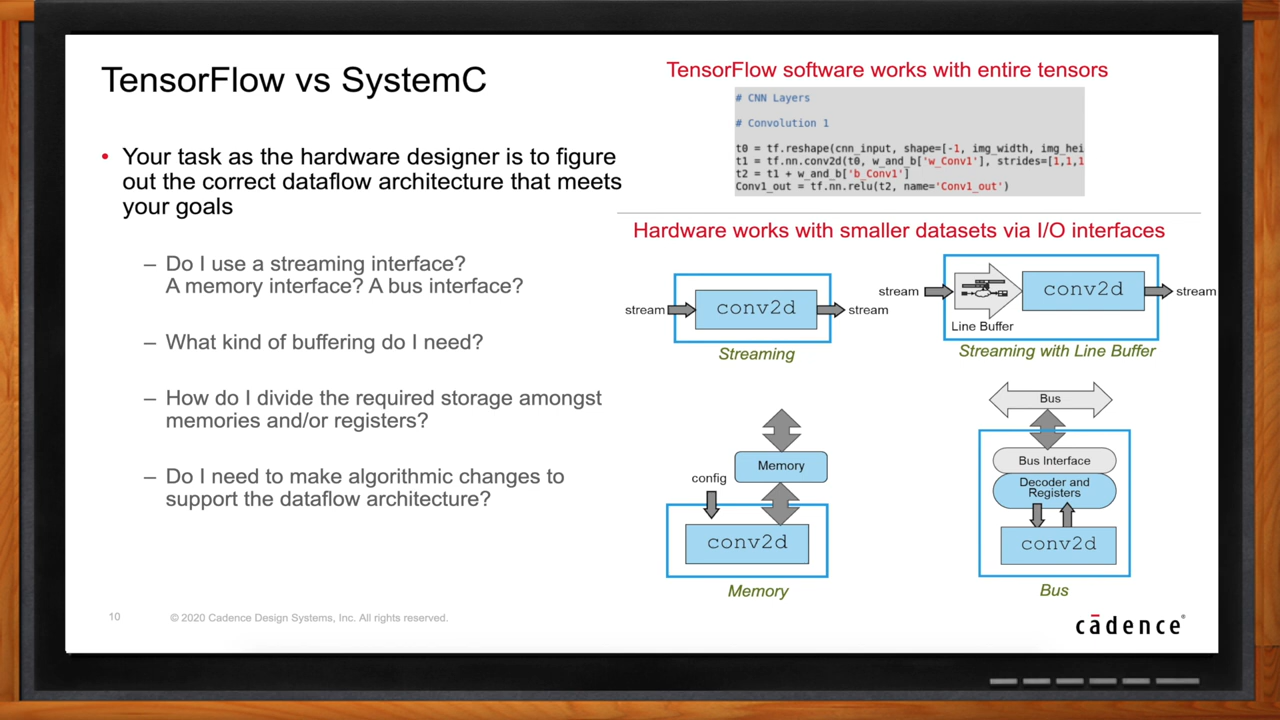 TensorFlow vs SystemC
• Your task as the hardware designer is to figure
out the correct dataflow architecture that meets
your goals
– Do I use a streaming interface?
A memory interface? A bus interface?
– What kind of buffering do I need?
– How do I divide the required storage amongst
memories and/or registers?
– Do I need to make algorithmic changes to
support the dataflow architecture?
TensorFlow software works with entire tensors
# CNN Layers
# Convolution 1
t0 = tf.reshape(cnn_input, shape=[-1, img_width, img_hei
t1 = tf.nn.conv2d(t0, w_and_b['w_Conv1'], strides=[1,1,1
t2 = t1 + w_and_b['b_Conv1']
Conv1_out = tf.nn.relu(t2, name='Conv1_out')
Hardware works with smaller datasets via I/O interfaces
stream
conv2d
stream
Streaming
stream
Line Buffer
conv2d
stream
Streaming with Line Buffer
Memory
config
conv2d
Memory
Bus
Bus Interface
Decoder and
Registers
conv2d
Bus
10
© 2020 Cadence Design Systems, Inc. All rights reserved.
cādence®